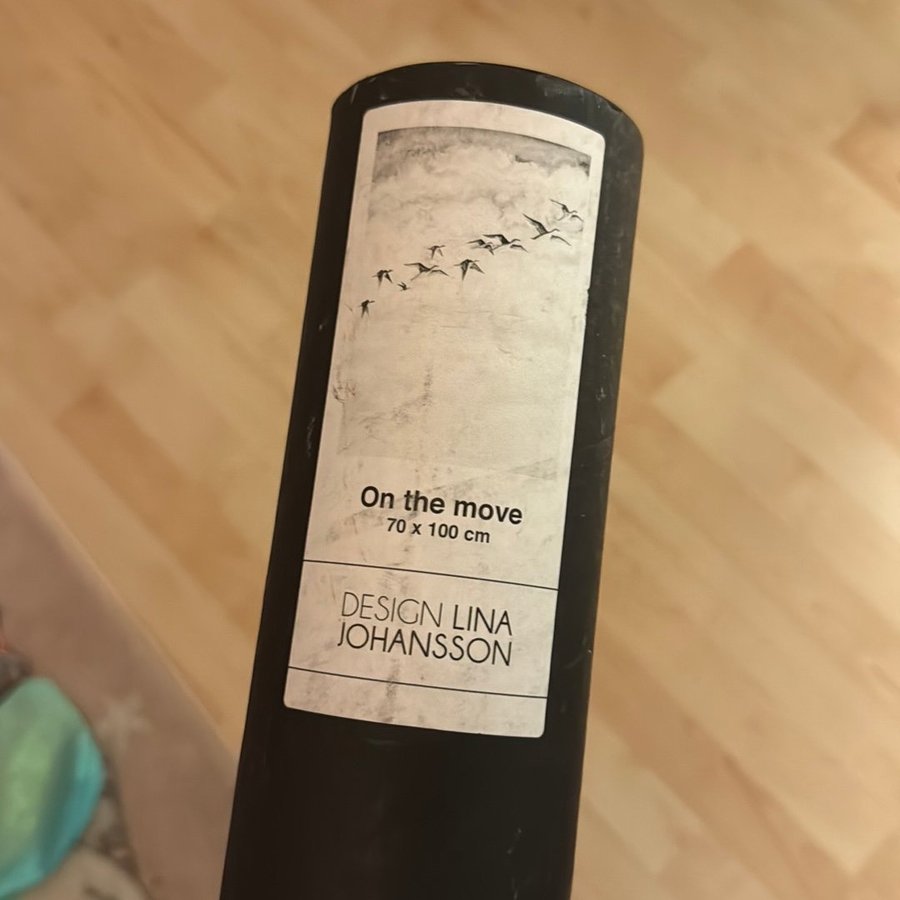 On the move
70 x 100 cm
DESIGN LINA
JOHANSSON